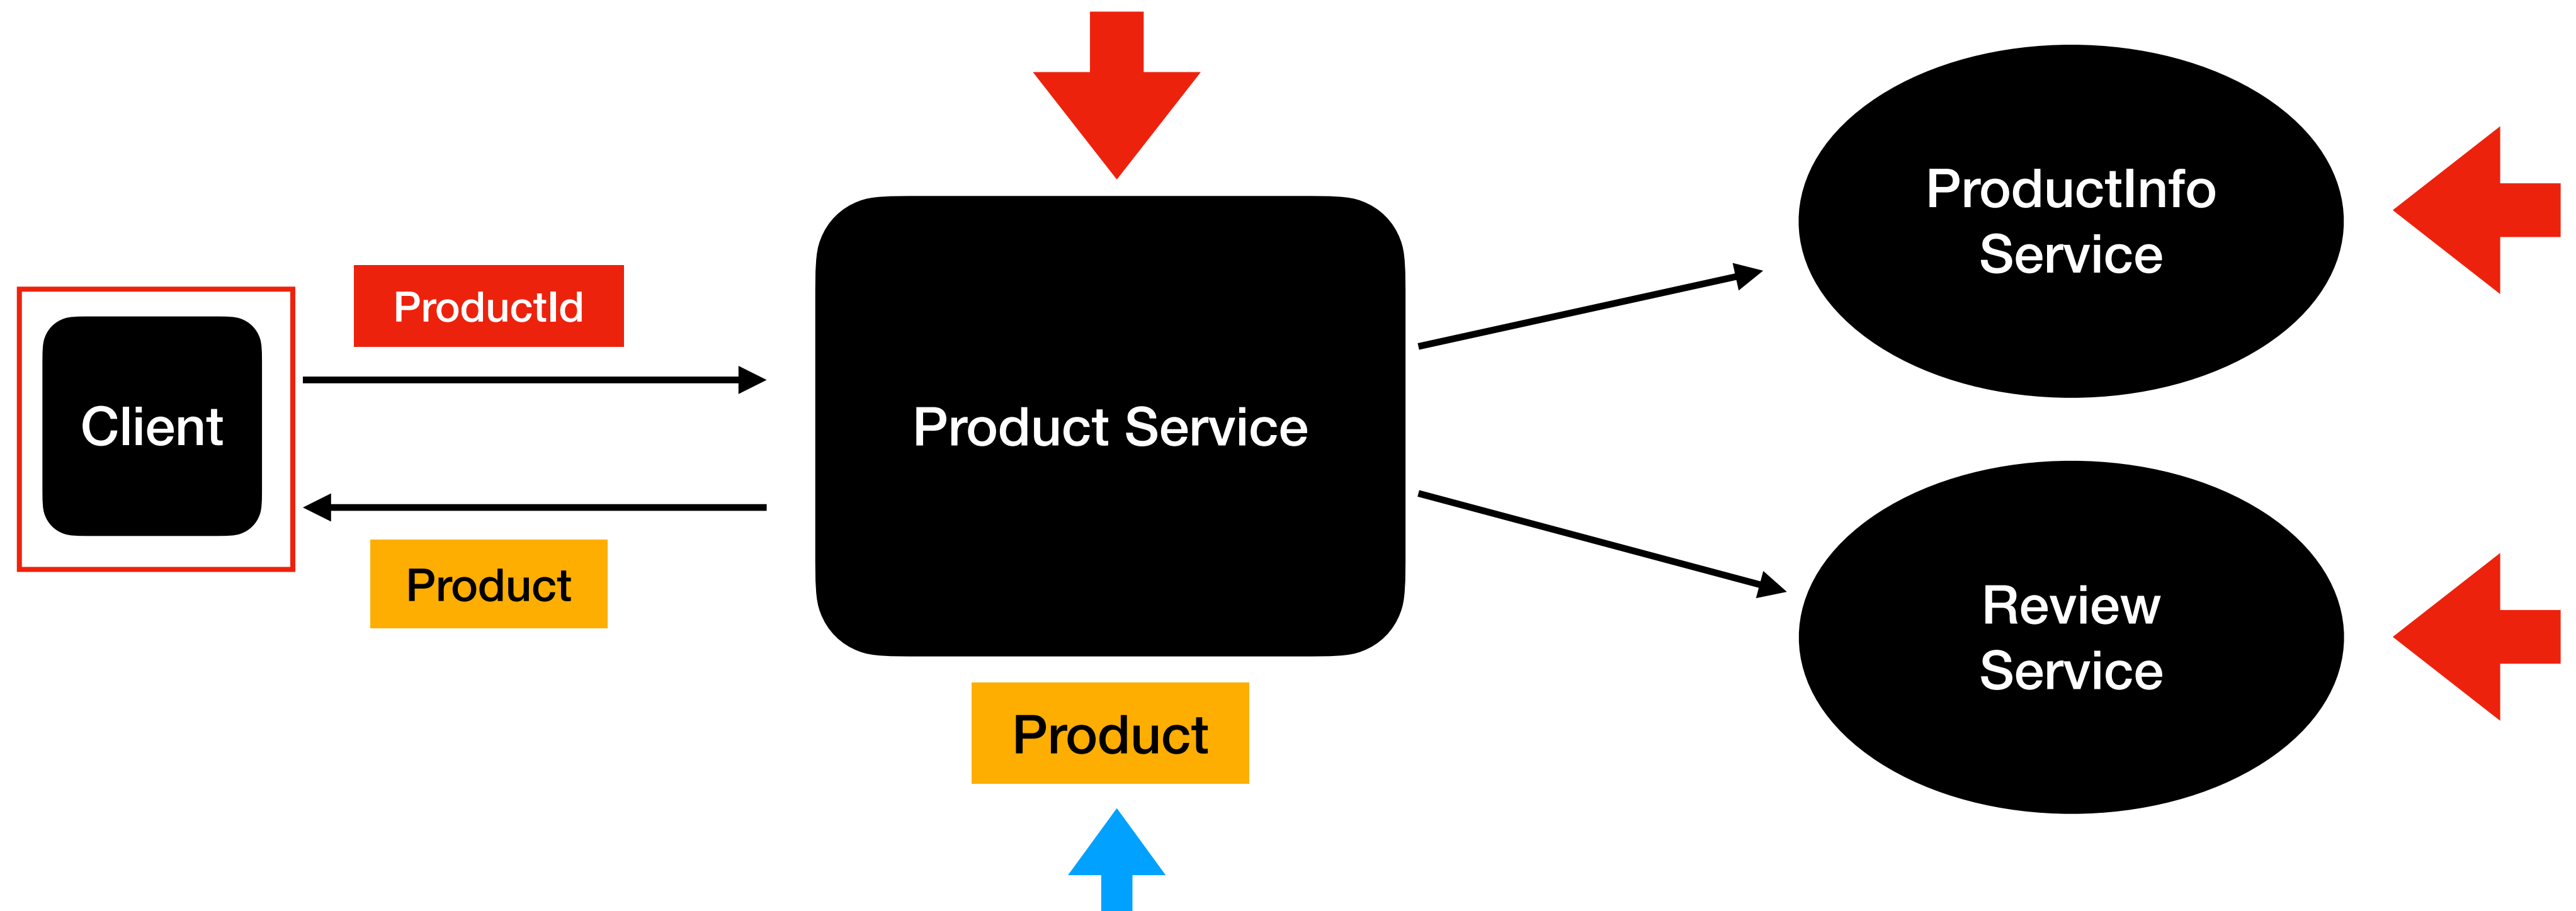 Client
ProductId
Product
Product Service
Product
ProductInfo
Service
Review
Service